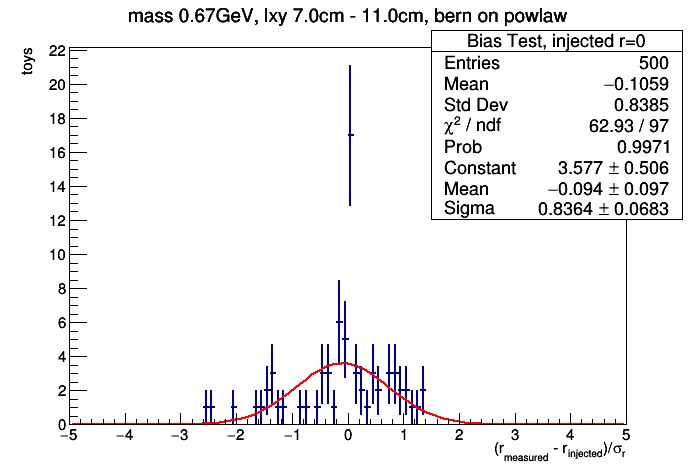 mass 0.67GeV, lxy 7.0cm - 11.0cm, bern on powlaw
toys
Bias Test, injected r=0
Entries 500
Mean −0.1059
Std Dev 0.8385
χ² / ndf 62.93 / 97
Prob 0.9971
Constant 3.577 ± 0.506
Mean −0.094 ± 0.097
Sigma 0.8364 ± 0.0683
22
20
18
16
14
12
10
8
6
4
2
0
−5 −4 −3 −2 −1 0 1 2 3 4 5
(r_measured - r_injected)/σ_r